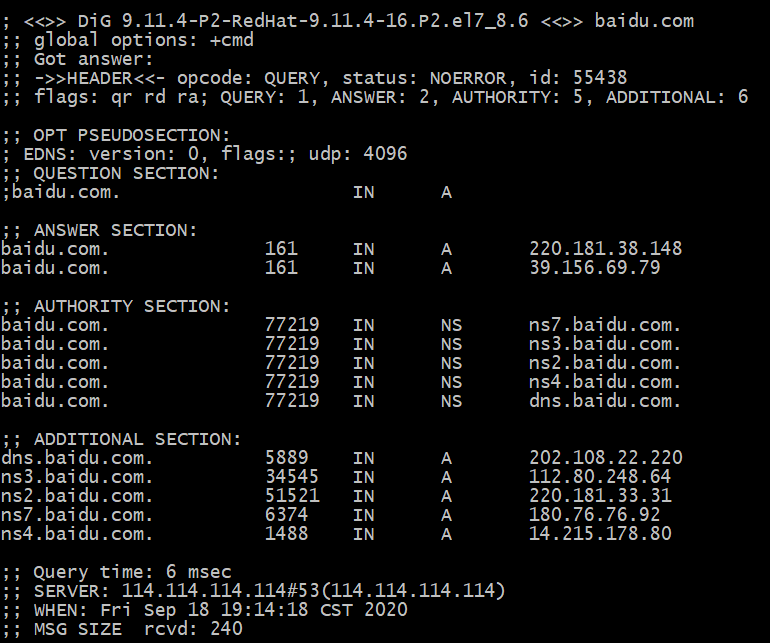 ; <<>> DiG 9.11.4-P2-RedHat-9.11.4-16.P2.el7_8.6 <<>> baidu.com
;; global options: +cmd
;; Got answer:
;; ->>HEADER<<- opcode: QUERY, status: NOERROR, id: 55438
;; flags: qr rd ra; QUERY: 1, ANSWER: 2, AUTHORITY: 5, ADDITIONAL: 6
;; OPT PSEUDOSECTION:
; EDNS: version: 0, flags:; udp: 4096
;; QUESTION SECTION:
;baidu.com. IN A
;; ANSWER SECTION:
baidu.com. 161 IN A 220.181.38.148
baidu.com. 161 IN A 39.156.69.79
;; AUTHORITY SECTION:
baidu.com. 77219 IN NS ns7.baidu.com.
baidu.com. 77219 IN NS ns3.baidu.com.
baidu.com. 77219 IN NS ns2.baidu.com.
baidu.com. 77219 IN NS ns4.baidu.com.
baidu.com. 77219 IN NS dns.baidu.com.
;; ADDITIONAL SECTION:
dns.baidu.com. 5889 IN A 202.108.22.220
ns3.baidu.com. 34545 IN A 112.80.248.64
ns2.baidu.com. 51521 IN A 220.181.33.31
ns7.baidu.com. 6374 IN A 180.76.76.92
ns4.baidu.com. 1488 IN A 14.215.178.80
;; Query time: 6 msec
;; SERVER: 114.114.114.114#53(114.114.114.114)
;; WHEN: Fri Sep 18 19:14:18 CST 2020
;; MSG SIZE rcvd: 240